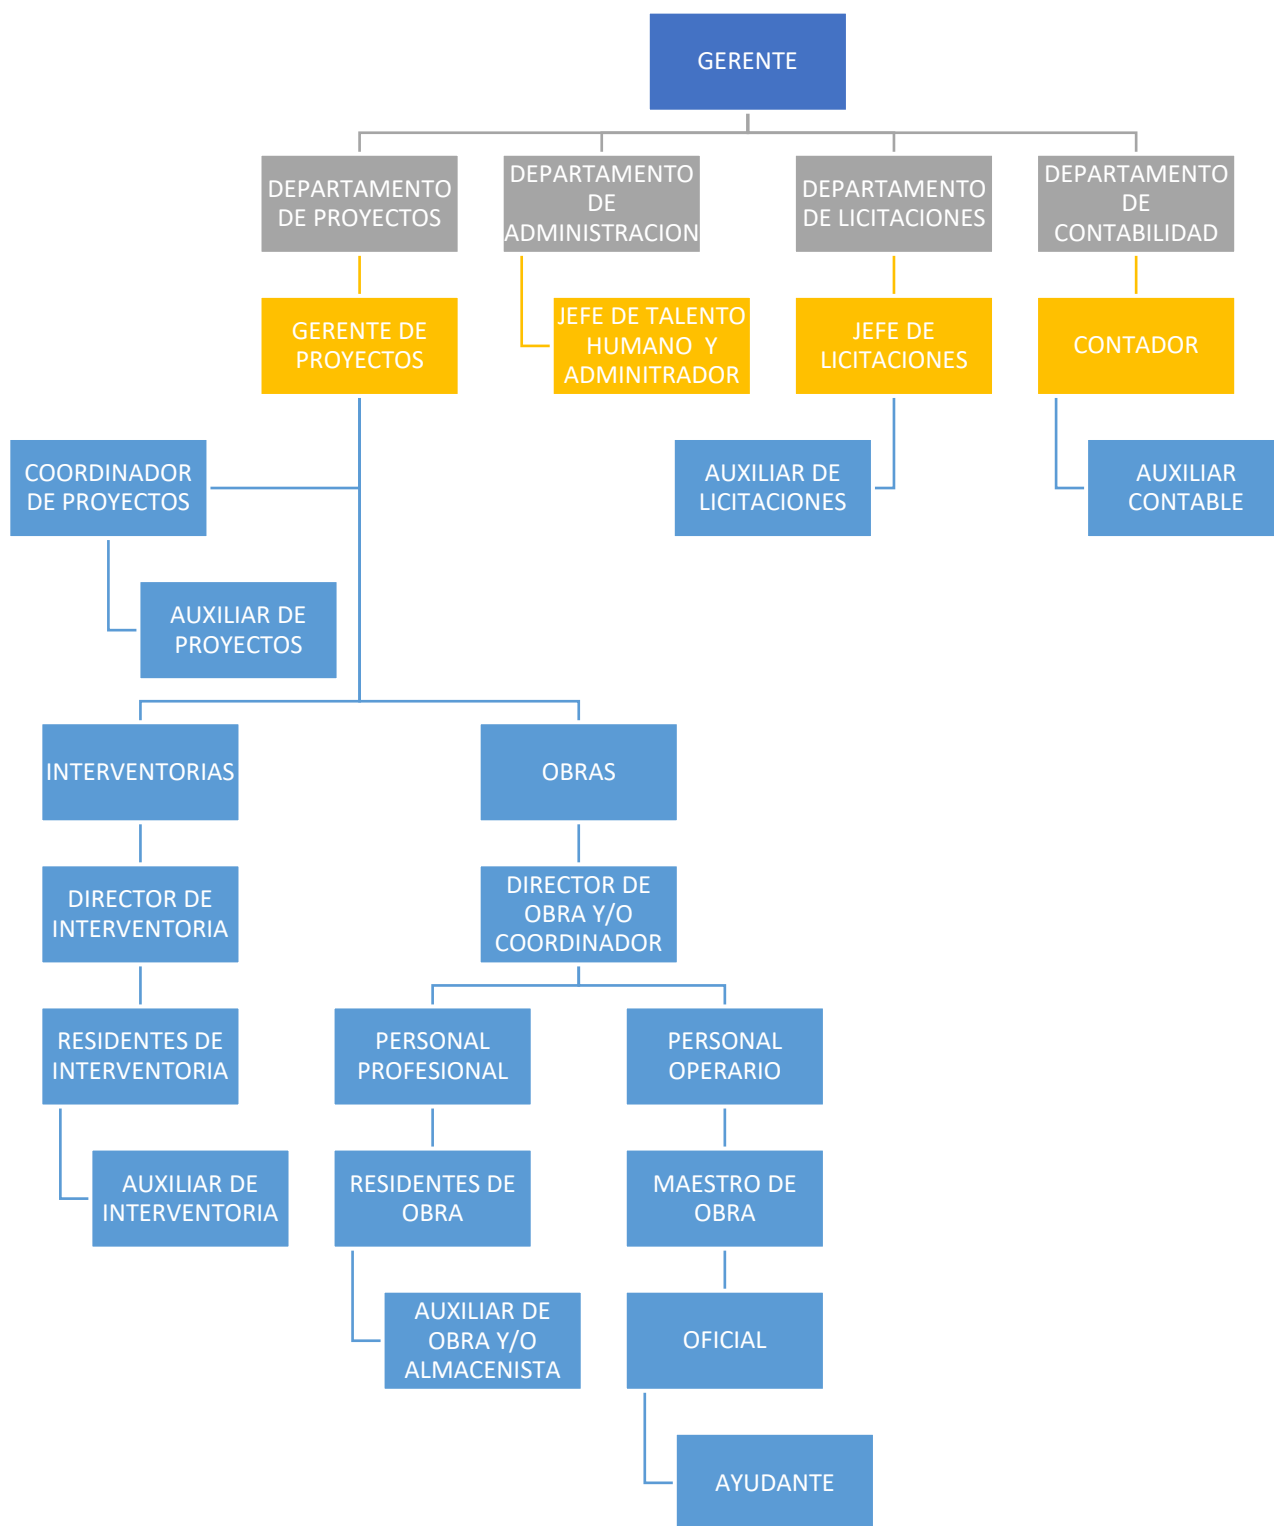 GERENTE
DEPARTAMENTO
DE PROYECTOS
DEPARTAMENTO
DE
ADMINISTRACION
DEPARTAMENTO
DE LICITACIONES
DEPARTAMENTO
DE
CONTABILIDAD
GERENTE DE
PROYECTOS
JEFE DE TALENTO
HUMANO Y
ADMINITRADOR
JEFE DE
LICITACIONES
CONTADOR
COORDINADOR
DE PROYECTOS
AUXILIAR DE
LICITACIONES
AUXILIAR
CONTABLE
AUXILIAR DE
PROYECTOS
INTERVENTORIAS
OBRAS
DIRECTOR DE
INTERVENTORIA
DIRECTOR DE
OBRA Y/O
COORDINADOR
RESIDENTES DE
INTERVENTORIA
PERSONAL
PROFESIONAL
PERSONAL
OPERARIO
AUXILIAR DE
INTERVENTORIA
RESIDENTES DE
OBRA
MAESTRO DE
OBRA
AUXILIAR DE
OBRA Y/O
ALMACENISTA
OFICIAL
AYUDANTE